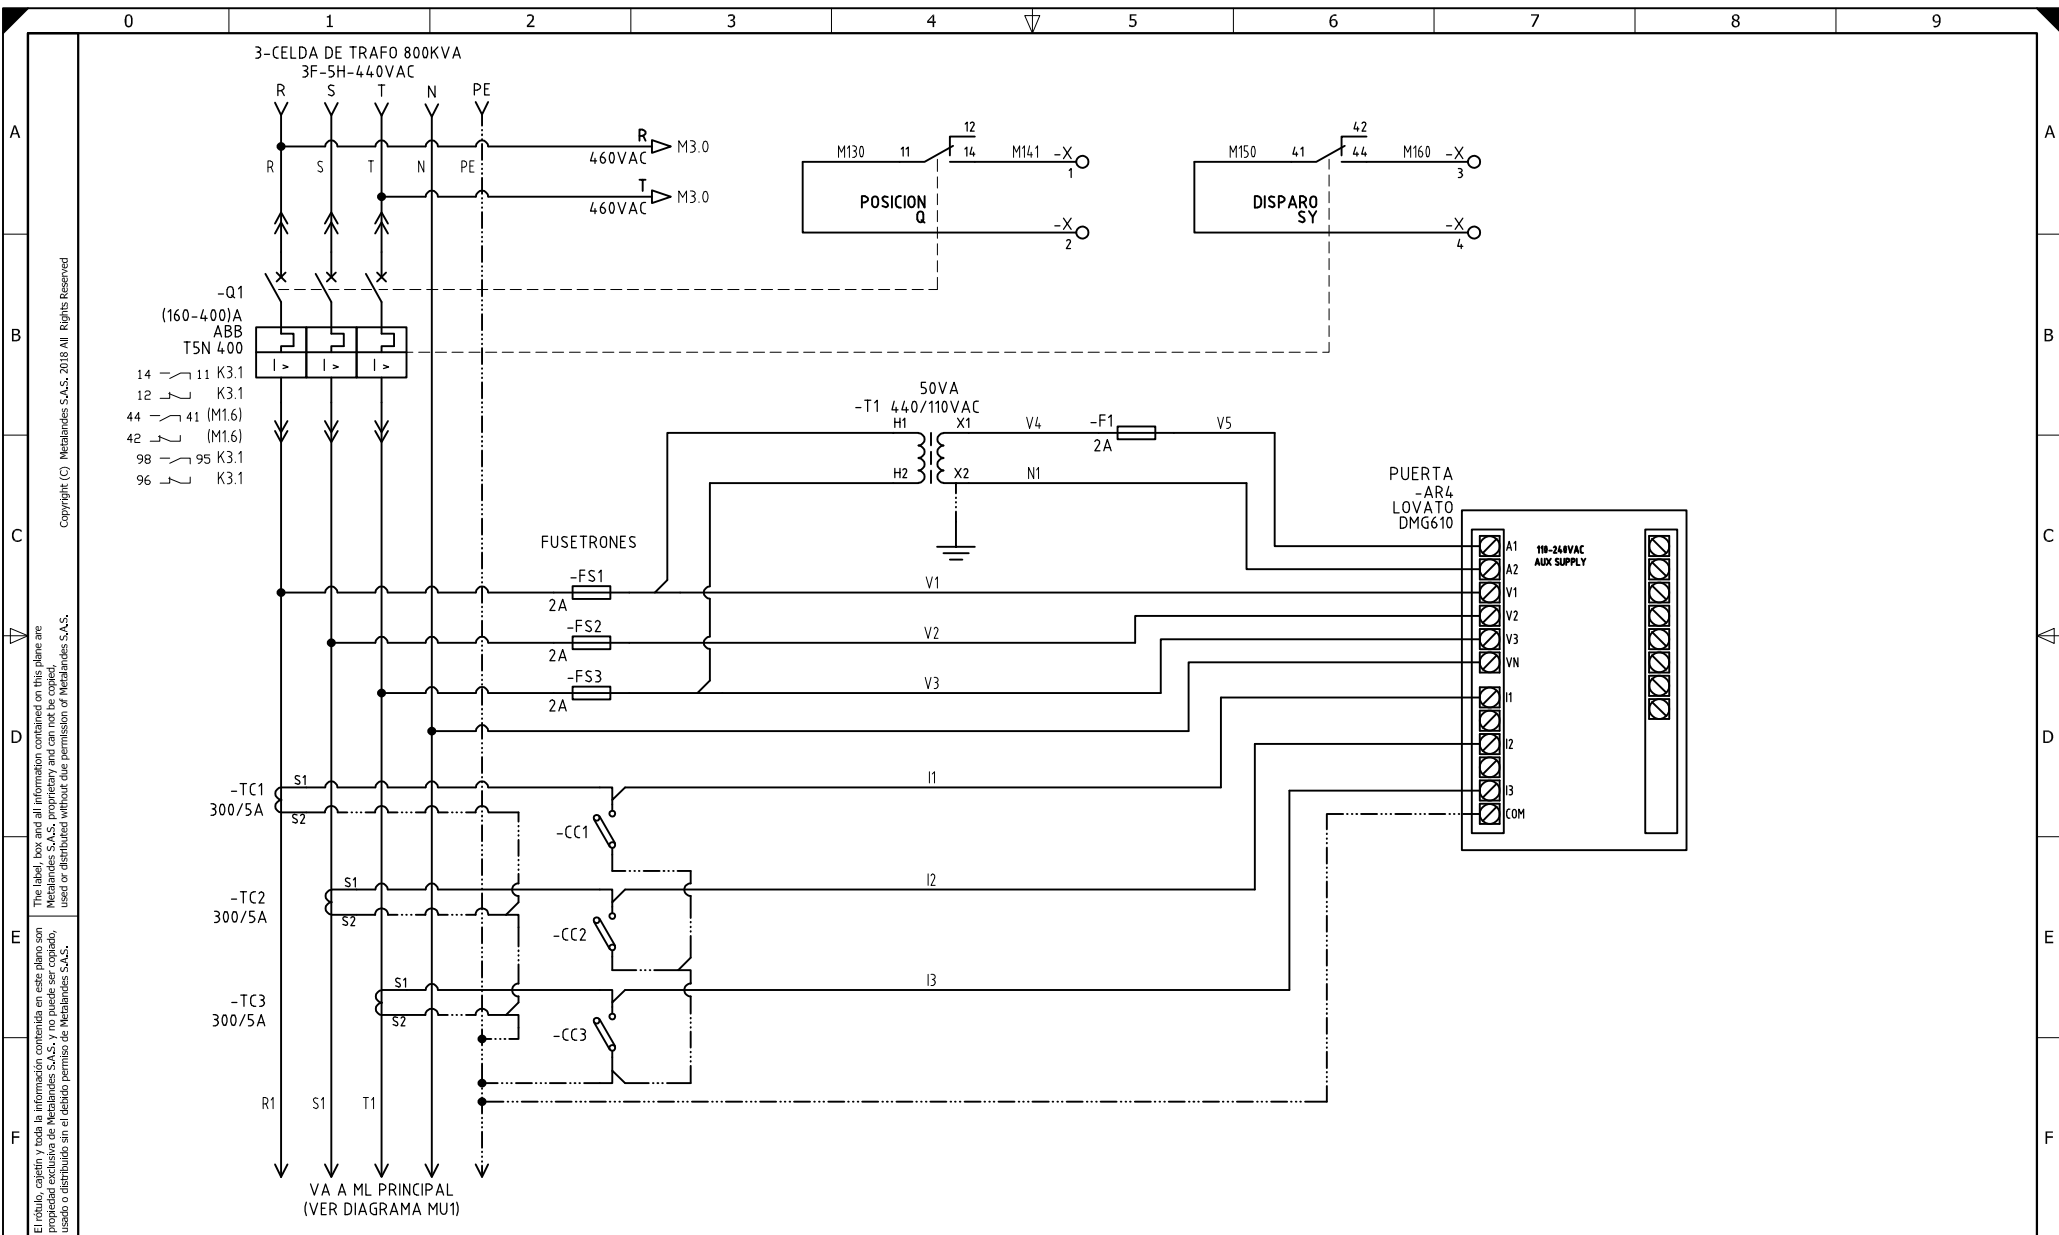 0 1 2 3 4 5 6 7 8 9
3-CELDA DE TRAFO 800KVA
3F-5H-440VAC
R S T N PE
A
A
R
460VAC
M3.0
R S T N PE
T
460VAC
M3.0
12
M130 11 14 M141 -X
1
POSICION
Q
-X
2
42
M150 41 44 M160 -X
3
DISPARO
SY
-X
4
-Q1
(160-400)A
ABB
T5N 400
I > I > I >
B
B
14 11 K3.1
12 K3.1
44 41 (M1.6)
42 (M1.6)
98 95 K3.1
96 K3.1
50VA
-T1 440/110VAC
H1 X1 V4 -F1 V5
2A
H2 X2 N1
PUERTA
-AR4
LOVATO
DMG610
C
C
FUSETRONES
A1
110-240VAC
AUX SUPPLY
A2
V1
V2
V3
VN
I1
I2
I3
COM
-FS1
2A
V1
-FS2
2A
V2
-FS3
2A
V3
D
D
-TC1
300/5A
S1
S2
I1
-CC1
-TC2
300/5A
S1
S2
I2
-CC2
E
E
-TC3
300/5A
S1
S2
I3
-CC3
R1 S1 T1
F
F
VA A ML PRINCIPAL
(VER DIAGRAMA MU1)
Copyright (C) Metalandes S.A.S. 2018 All Rights Reserved
The label, box and all information contained on this plane are
Metalandes S.A.S. proprietary and can not be copied,
used or distributed without due permission of Metalandes S.A.S.
El rótulo, cajetín y toda la información contenida en este plano son
propiedad exclusiva de Metalandes S.A.S. y no puede ser copiado,
usado o distribuido sin el debido permiso de Metalandes S.A.S.